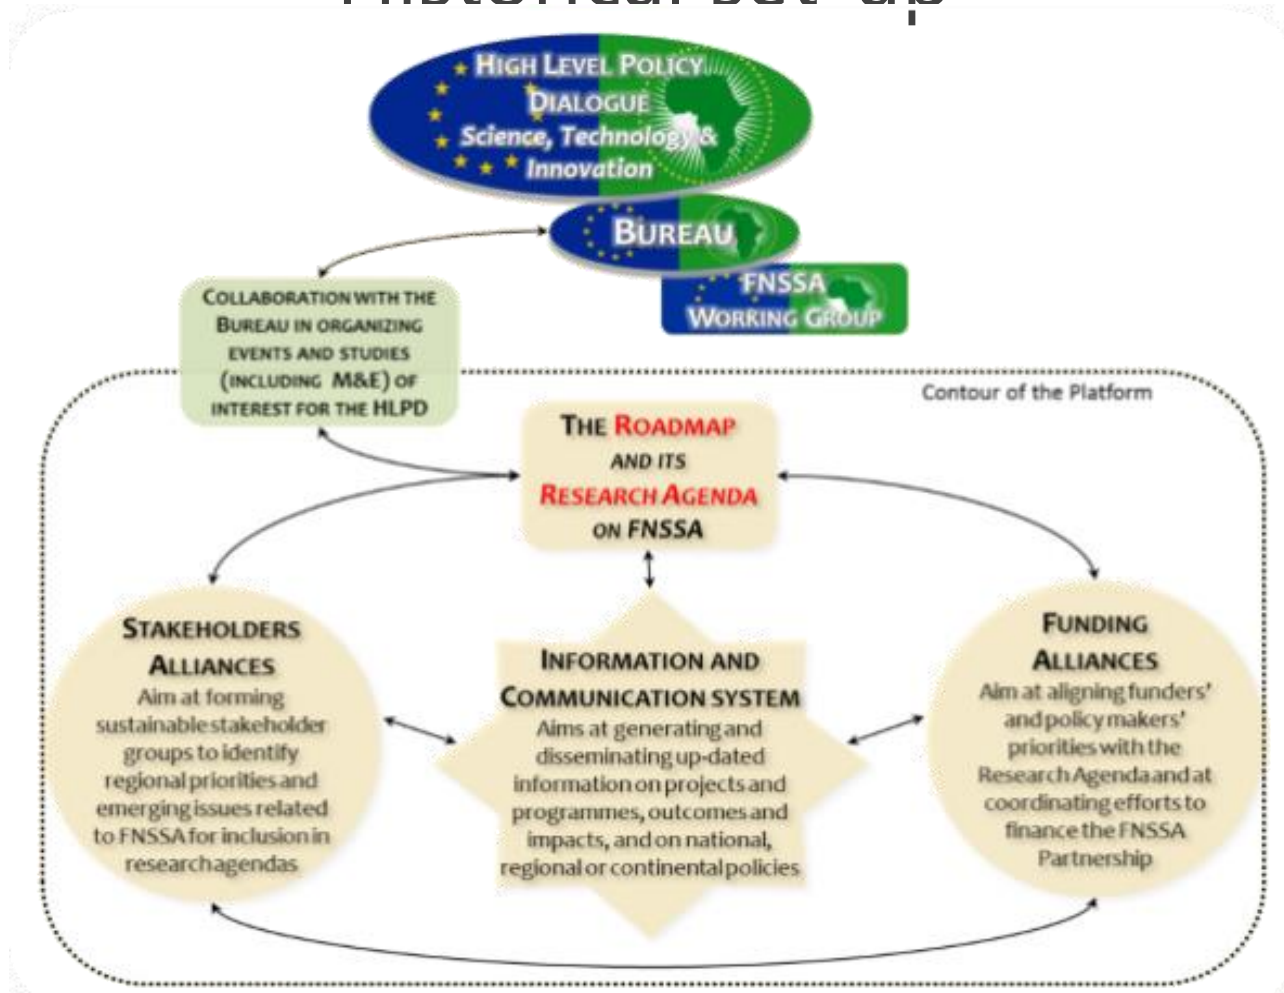 Historical set-up
HIGH LEVEL POLICY
DIALOGUE
Science, Technology &
Innovation
BUREAU
FNSSA
WORKING GROUP
COLLABORATION WITH THE
BUREAU IN ORGANIZING
EVENTS AND STUDIES
(INCLUDING M&E) OF
INTEREST FOR THE HLPD
Contour of the Platform
THE ROADMAP
AND ITS
RESEARCH AGENDA
ON FNSSA
STAKEHOLDERS
ALLIANCES
Aim at forming
sustainable stakeholder
groups to identify
regional priorities and
emerging issues related
to FNSSA for inclusion in
research agendas
INFORMATION AND
COMMUNICATION SYSTEM
Aims at generating and
disseminating up-dated
information on projects and
programmes, outcomes and
impacts, and on national,
regional or continental policies
FUNDING
ALLIANCES
Aim at aligning funders'
and policy makers'
priorities with the
Research Agenda and at
coordinating efforts to
finance the FNSSA
Partnership